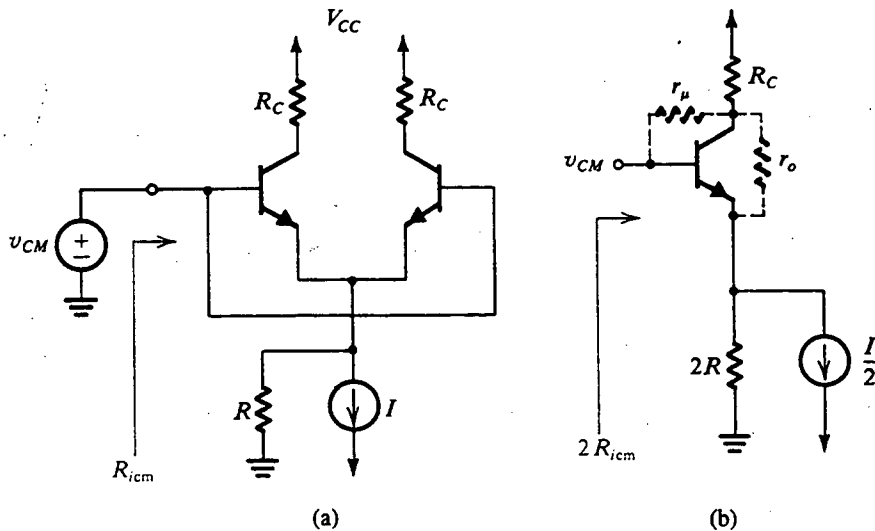 V_CC
R_C
R_C
v_CM
+
−
R_icm
R
I
(a)
R_C
r_μ
r_o
v_CM
2R
I/2
2 R_icm
(b)